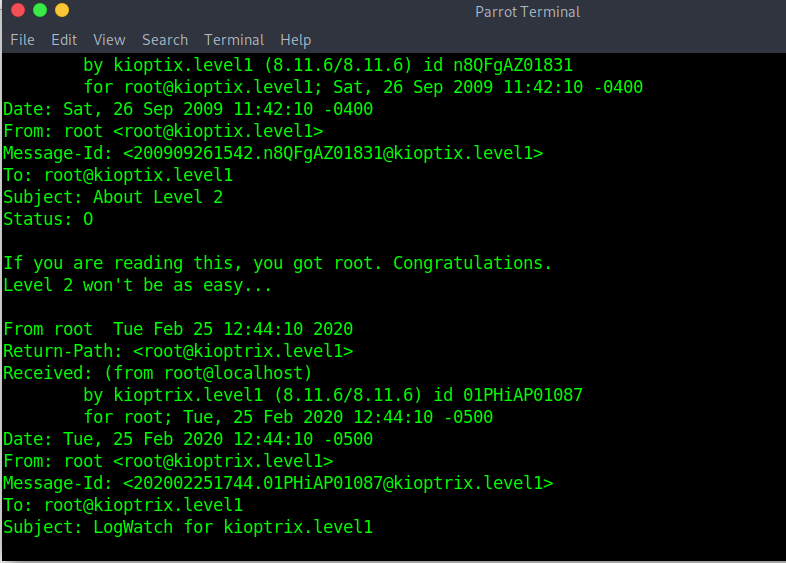 Parrot Terminal
File Edit View Search Terminal Help
by kioptix.level1 (8.11.6/8.11.6) id n8QFgAZ01831
for root@kioptix.level1; Sat, 26 Sep 2009 11:42:10 -0400
Date: Sat, 26 Sep 2009 11:42:10 -0400
From: root <root@kioptix.level1>
Message-Id: <200909261542.n8QFgAZ01831@kioptix.level1>
To: root@kioptix.level1
Subject: About Level 2
Status: O
If you are reading this, you got root. Congratulations.
Level 2 won't be as easy...
From root  Tue Feb 25 12:44:10 2020
Return-Path: <root@kioptrix.level1>
Received: (from root@localhost)
by kioptrix.level1 (8.11.6/8.11.6) id 01PHiAP01087
for root; Tue, 25 Feb 2020 12:44:10 -0500
Date: Tue, 25 Feb 2020 12:44:10 -0500
From: root <root@kioptrix.level1>
Message-Id: <202002251744.01PHiAP01087@kioptrix.level1>
To: root@kioptrix.level1
Subject: LogWatch for kioptrix.level1